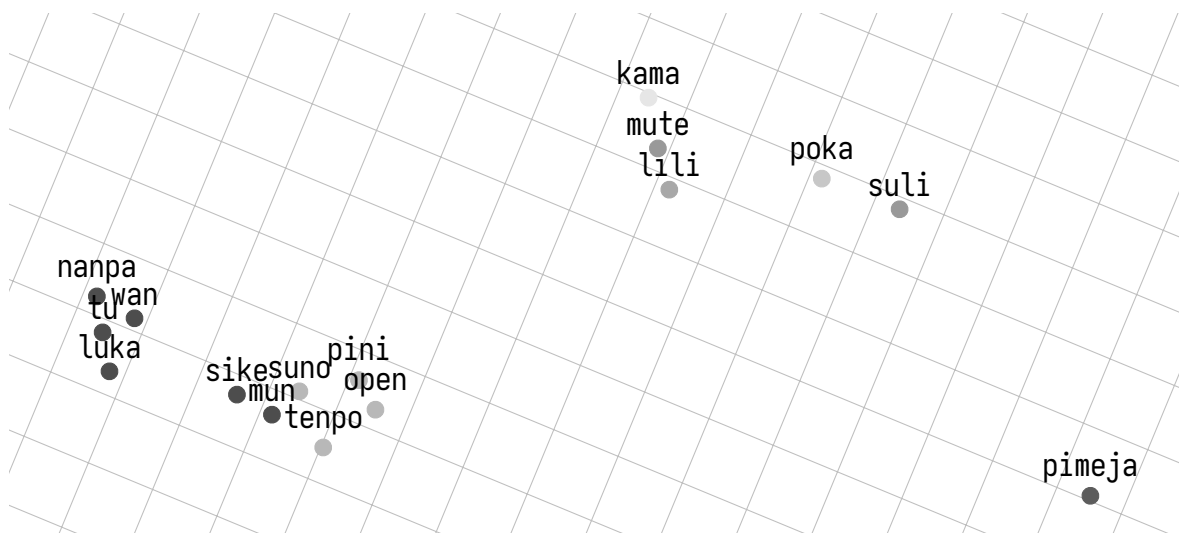 kama
mute
lili
poka
suli
nanpa
wan
tu
luka
sike
suno
pini
mun
open
tenpo
pimeja